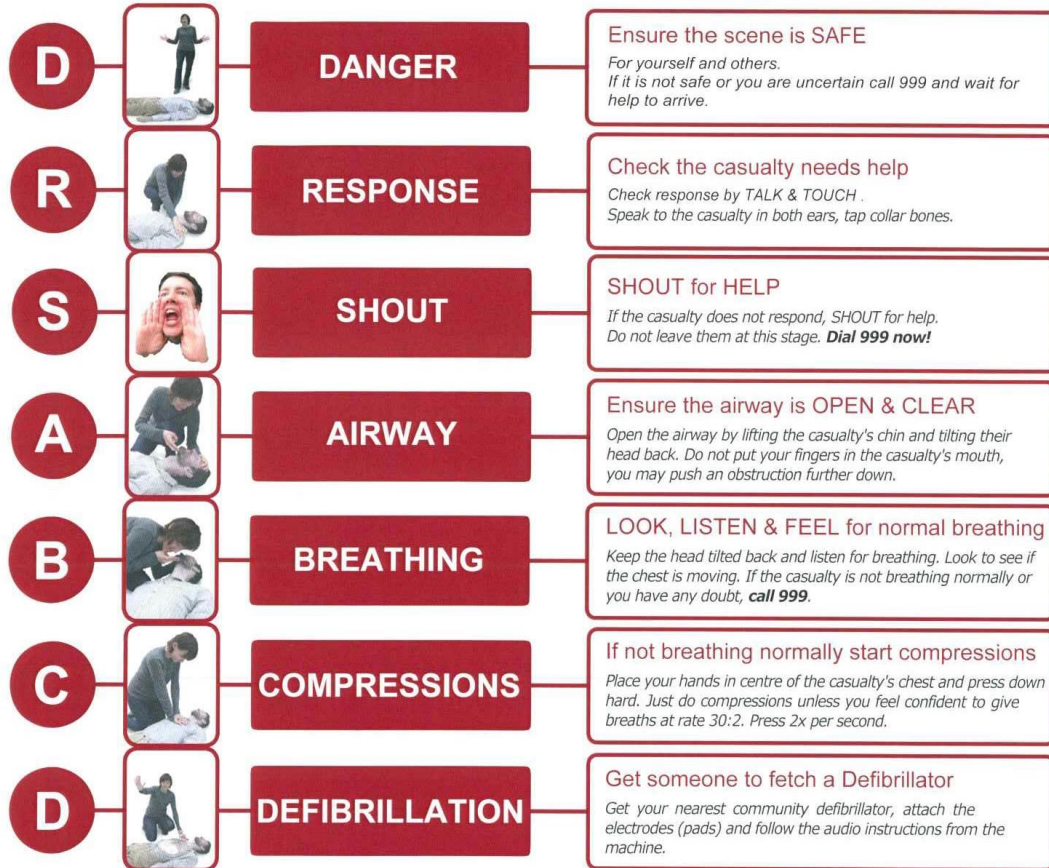 D
DANGER
Ensure the scene is SAFE
For yourself and others.
If it is not safe or you are uncertain call 999 and wait for
help to arrive.
R
RESPONSE
Check the casualty needs help
Check response by TALK & TOUCH .
Speak to the casualty in both ears, tap collar bones.
S
SHOUT
SHOUT for HELP
If the casualty does not respond, SHOUT for help.
Do not leave them at this stage. Dial 999 now!
A
AIRWAY
Ensure the airway is OPEN & CLEAR
Open the airway by lifting the casualty's chin and tilting their
head back. Do not put your fingers in the casualty's mouth,
you may push an obstruction further down.
B
BREATHING
LOOK, LISTEN & FEEL for normal breathing
Keep the head tilted back and listen for breathing. Look to see if
the chest is moving. If the casualty is not breathing normally or
you have any doubt, call 999.
C
COMPRESSIONS
If not breathing normally start compressions
Place your hands in centre of the casualty's chest and press down
hard. Just do compressions unless you feel confident to give
breaths at rate 30:2. Press 2x per second.
D
DEFIBRILLATION
Get someone to fetch a Defibrillator
Get your nearest community defibrillator, attach the
electrodes (pads) and follow the audio instructions from the
machine.